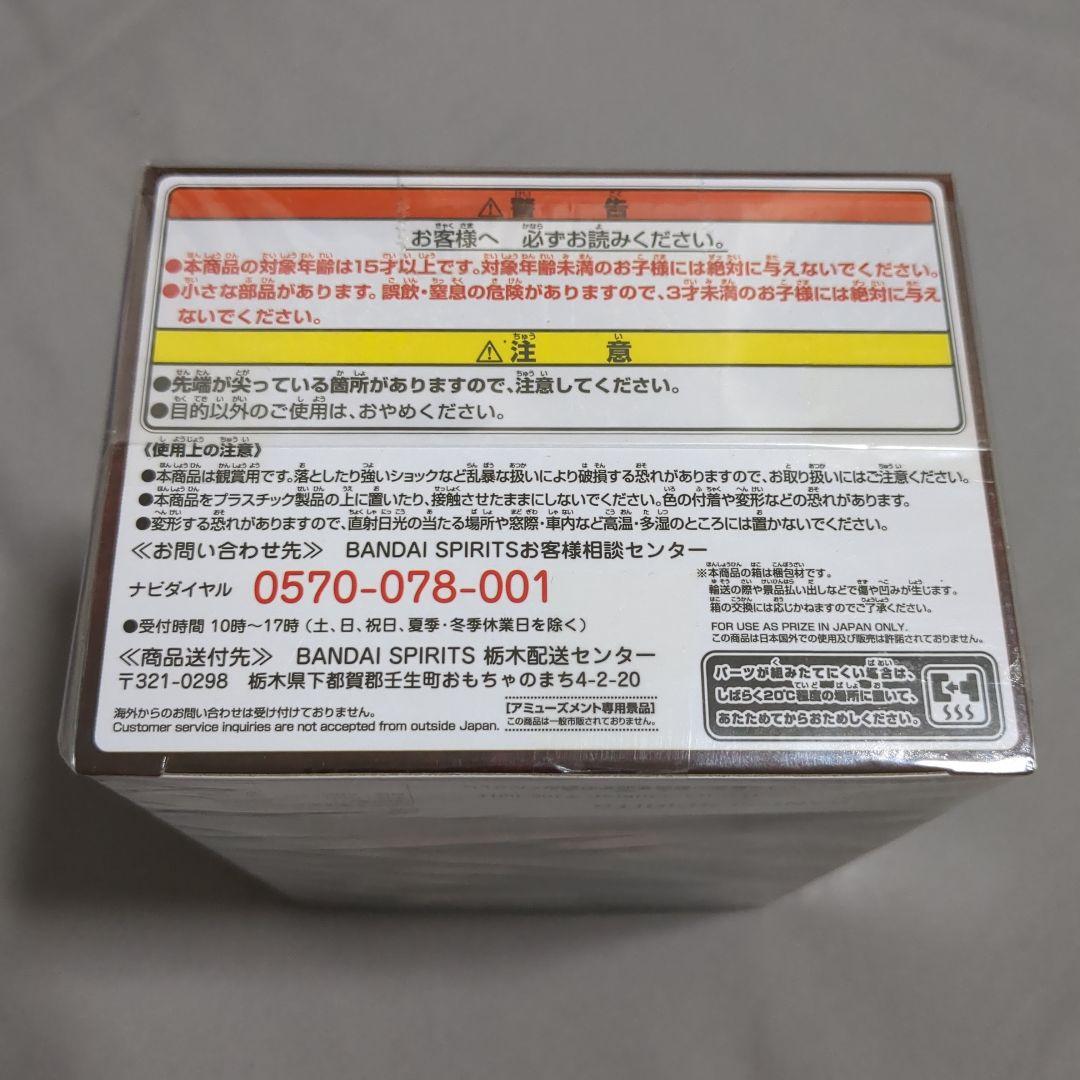 ⚠警告
お客様へ 必ずお読みください。
●本商品の対象年齢は15才以上です。対象年齢未満のお子様には絶対に与えないでください。
●小さな部品があります。誤飲・窒息の危険がありますので、3才未満のお子様には絶対に与え
ないでください。
⚠注意
●先端が尖っている箇所がありますので、注意してください。
●目的以外のご使用は、おやめください。
《使用上の注意》
●本商品は観賞用です。落としたり強いショックなど乱暴な扱いにより破損する恐れがありますので、お取り扱いにはご注意ください。
●本商品をプラスチック製品の上に置いたり、接触させたままにしないでください。色の付着や変形などの恐れがあります。
●変形する恐れがありますので、直射日光の当たる場所や窓際・車内など高温・多湿のところには置かないでください。
≪お問い合わせ先≫ BANDAI SPIRITSお客様相談センター
ナビダイヤル 0570-078-001
●受付時間 10時～17時（土、日、祝日、夏季・冬季休業日を除く）
≪商品送付先≫ BANDAI SPIRITS 栃木配送センター
〒321-0298 栃木県下都賀郡壬生町おもちゃのまち4-2-20
海外からのお問い合わせは受け付けておりません。
Customer service inquiries are not accepted from outside Japan.
【アミューズメント専用景品】
この商品は一般市販されておりません。
※本商品の箱は梱包材です。
輸送の際や景品払い出しなどで傷や凹みが生じます。
箱の交換には応じかねますのでご了承ください。
FOR USE AS PRIZE IN JAPAN ONLY.
この商品は日本国外での使用及び販売は許諾されておりません。
パーツが組みたてにくい場合は、
しばらく20℃程度の場所に置いて、
あたためてからおためしください。